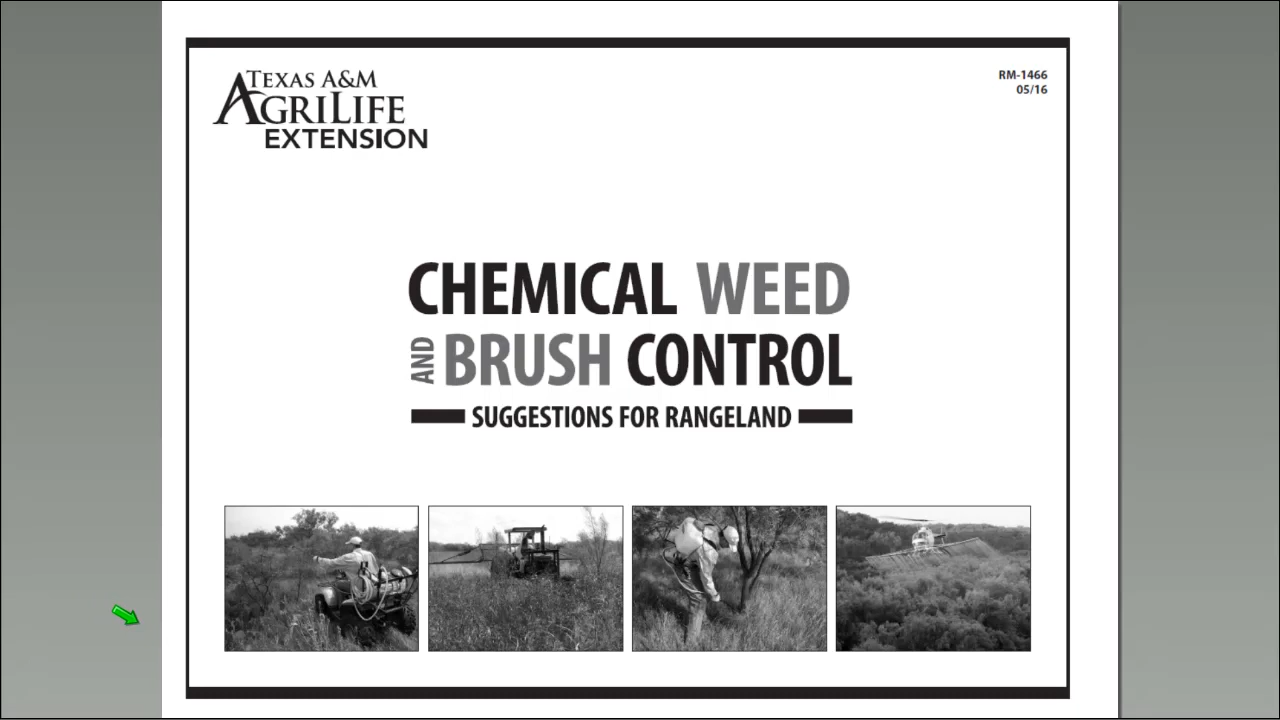 TEXAS A&M
AGRILIFE
EXTENSION
RM-1466
05/16
CHEMICAL WEED
AND BRUSH CONTROL
SUGGESTIONS FOR RANGELAND